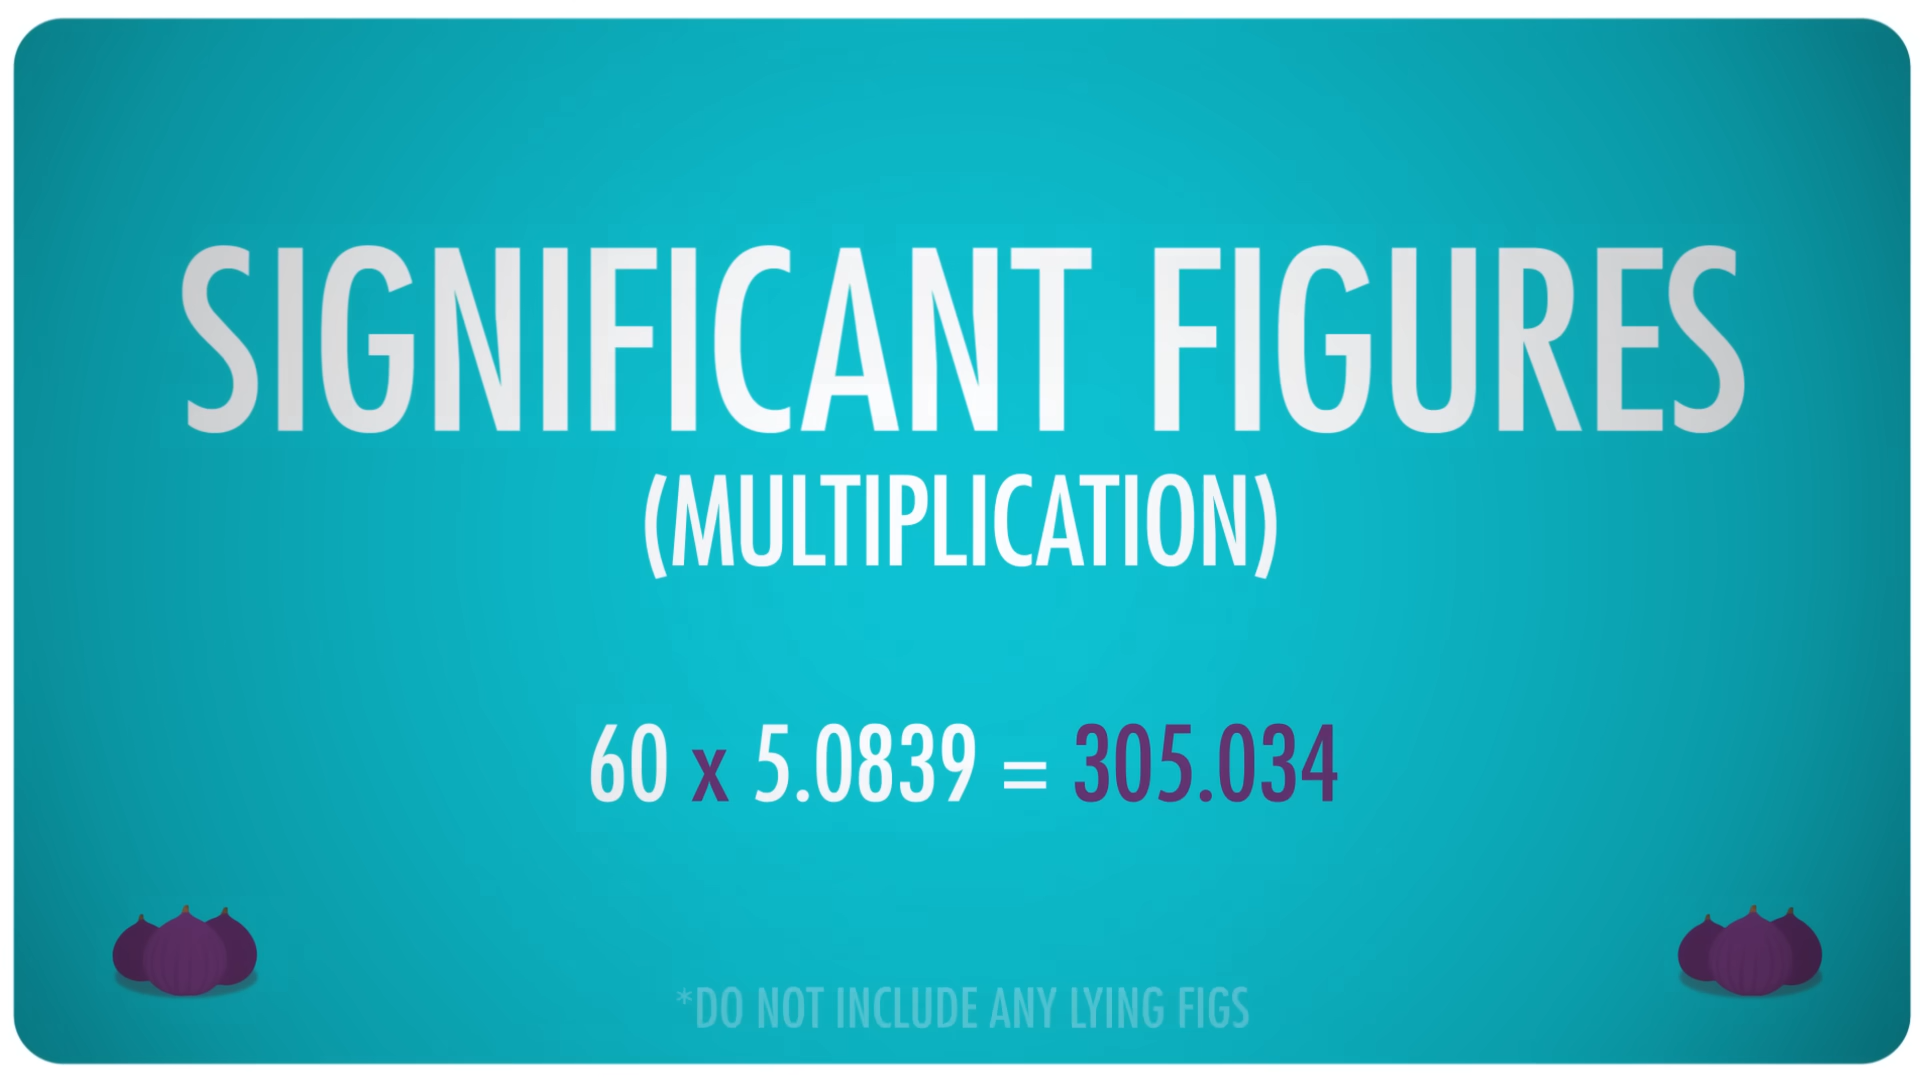 SIGNIFICANT FIGURES
(MULTIPLICATION)
60 x 5.0839 = 305.034
*DO NOT INCLUDE ANY LYING FIGS